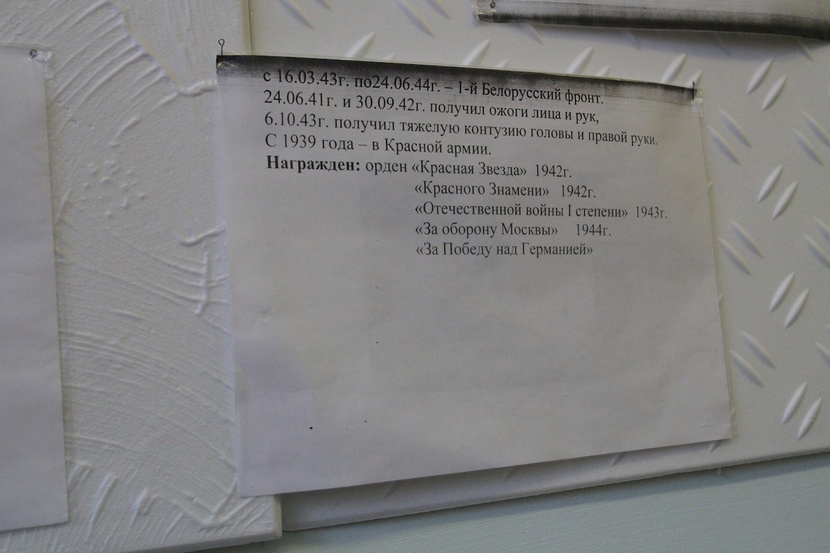 с 16.03.43г. по24.06.44г. – 1-й Белорусский фронт.
24.06.41г. и 30.09.42г. получил ожоги лица и рук,
6.10.43г. получил тяжелую контузию головы и правой руки.
С 1939 года – в Красной армии.
Награжден: орден «Красная Звезда» 1942г.
«Красного Знамени» 1942г.
«Отечественной войны I степени» 1943г.
«За оборону Москвы» 1944г.
«За Победу над Германией»